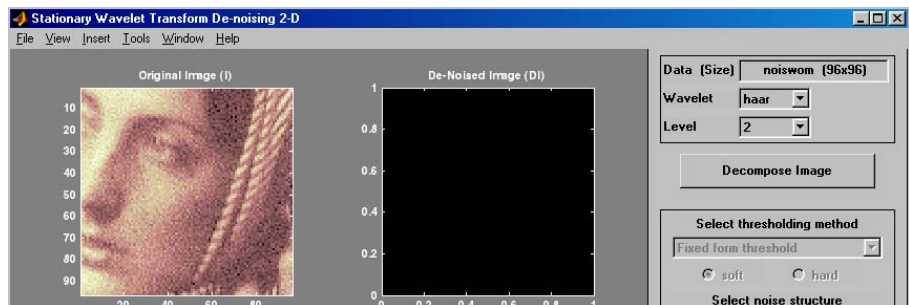 Stationary Wavelet Transform De-noising 2-D
File View Insert Tools Window Help
Original Image (I)
10
20
30
40
50
60
70
80
90
20 40 60 80
De-Noised Image (DI)
1
0.8
0.6
0.4
0.2
0
0 0.2 0.4 0.6 0.8 1
Data (Size) noiswom (96x96)
Wavelet haar
Level 2
Decompose Image
Select thresholding method
Fixed form threshold
soft hard
Select noise structure